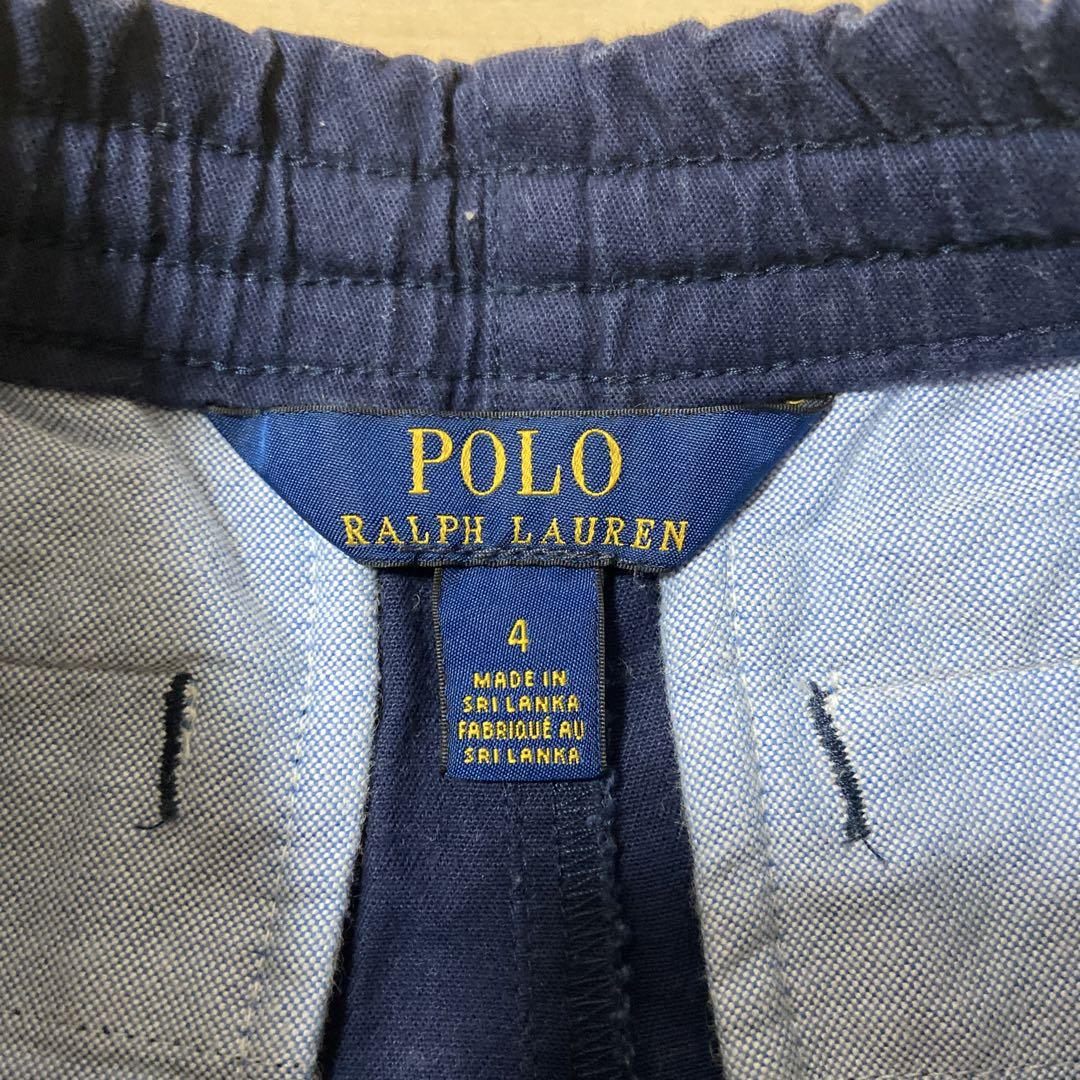 POLO
RALPH LAUREN
4
MADE IN
SRI LANKA
FABRIQUÉ AU
SRI LANKA